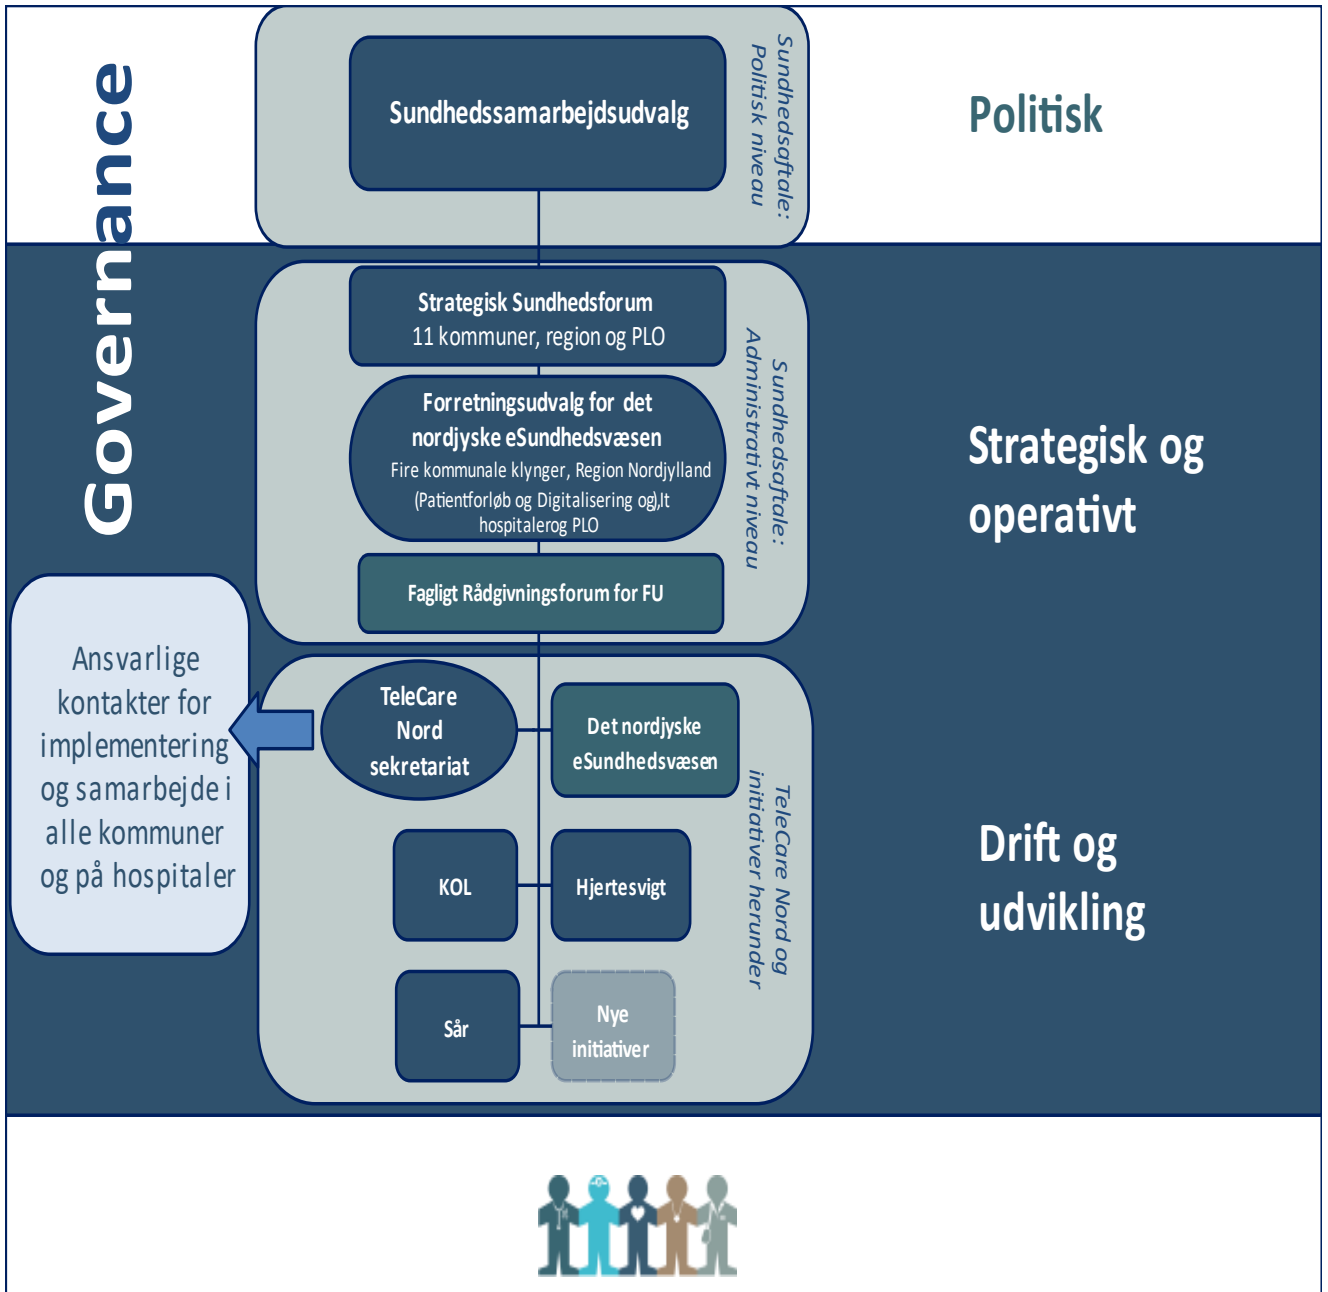 Governance
Sundhedssamarbejdsudvalg
Sundhedsaftale:
Politisk niveau
Politisk
Strategisk Sundhedsforum
11 kommuner, region og PLO
Forretningsudvalg for det
nordjyske eSundhedsvæsen
Fire kommunale klynger, Region Nordjylland
(Patientforløb og Digitalisering og),It
hospitalerog PLO
Fagligt Rådgivningsforum for FU
Sundhedsaftale:
Administrativt niveau
Strategisk og
operativt
Ansvarlige
kontakter for
implementering
og samarbejde i
alle kommuner
og på hospitaler
TeleCare
Nord
sekretariat
Det nordjyske
eSundhedsvæsen
KOL
Hjertesvigt
Sår
Nye
initiativer
TeleCare Nord og
initiativer herunder
Drift og
udvikling